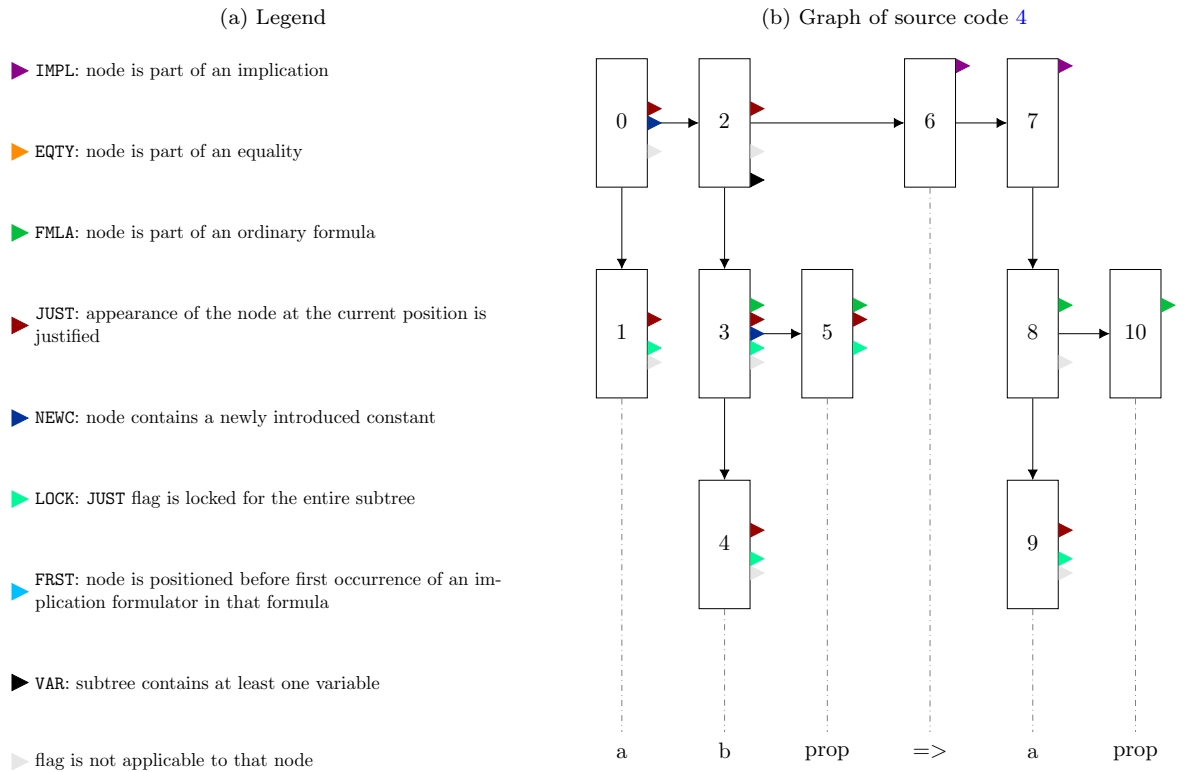 (a) Legend
IMPL: node is part of an implication
EQTY: node is part of an equality
FMLA: node is part of an ordinary formula
JUST: appearance of the node at the current position is
justified
NEWC: node contains a newly introduced constant
LOCK: JUST flag is locked for the entire subtree
FRST: node is positioned before first occurrence of an im-
plication formulator in that formula
VAR: subtree contains at least one variable
flag is not applicable to that node
(b) Graph of source code 4
0 2 6 7
1 3 5 8 10
4 9
a b prop => a prop